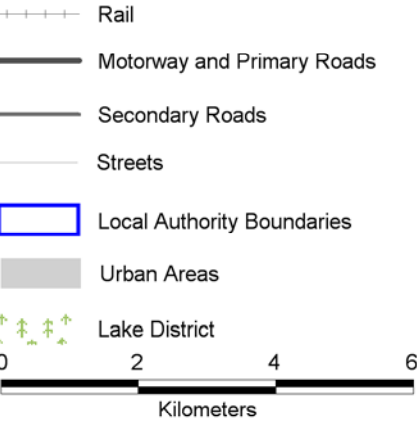 Rail
Motorway and Primary Roads
Secondary Roads
Streets
Local Authority Boundaries
Urban Areas
Lake District
0 2 4 6
Kilometers